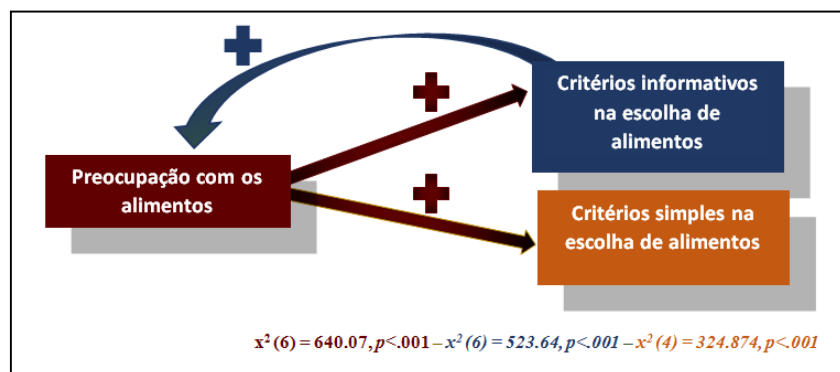 Critérios informativos
na escolha de
alimentos
Preocupação com os
alimentos
Critérios simples na
escolha de alimentos
x² (6) = 640.07, p<.001 – x² (6) = 523.64, p<.001 – x² (4) = 324.874, p<.001